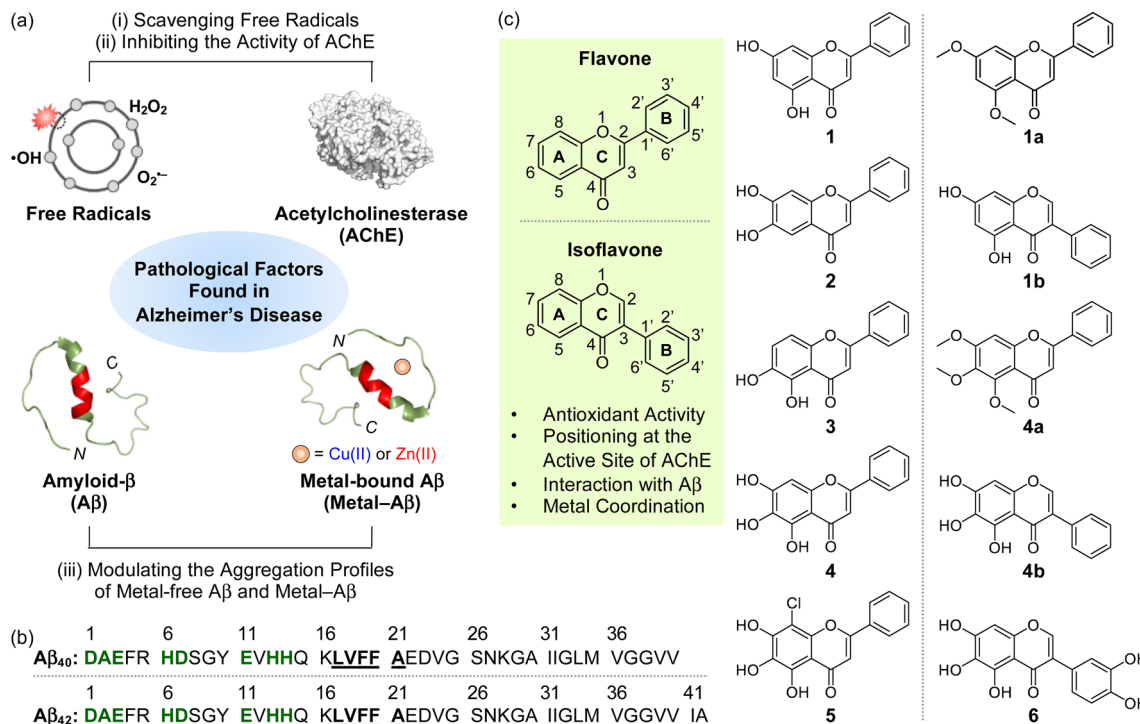 (a)
(i) Scavenging Free Radicals
(ii) Inhibiting the Activity of AChE
H₂O₂
•OH
O₂•–
Free Radicals
Acetylcholinesterase
(AChE)
Pathological Factors
Found in
Alzheimer's Disease
N
C
N
C
= Cu(II) or Zn(II)
Amyloid-β
(Aβ)
Metal-bound Aβ
(Metal–Aβ)
(iii) Modulating the Aggregation Profiles
of Metal-free Aβ and Metal–Aβ
(b)
1 6 11 16 21 26 31 36
Aβ₄₀: DAEFR HDSGY EVHHQ KLVFF AEDVG SNKGA IIGLM VGGVV
1 6 11 16 21 26 31 36 41
Aβ₄₂: DAEFR HDSGY EVHHQ KLVFF AEDVG SNKGA IIGLM VGGVV IA
(c)
Flavone
3'
2' 4'
B
8 1 O 2 5'
7 1' 6'
A C
6 3
5 4
O
Isoflavone
1
8 O 2
7
A C
6 1' 2' 3'
5 4 3
O B
6' 4'
5'
• Antioxidant Activity
• Positioning at the
Active Site of AChE
• Interaction with Aβ
• Metal Coordination
HO O
OH O
1
O O
O O
1a
HO O
HO O
2
HO O
OH O
1b
O
HO
OH O
3
O O
O
O O
4a
HO O
HO
OH O
4
HO O
HO
OH O
4b
Cl
HO O
HO
OH O
5
HO O
HO OH
OH O OH
6